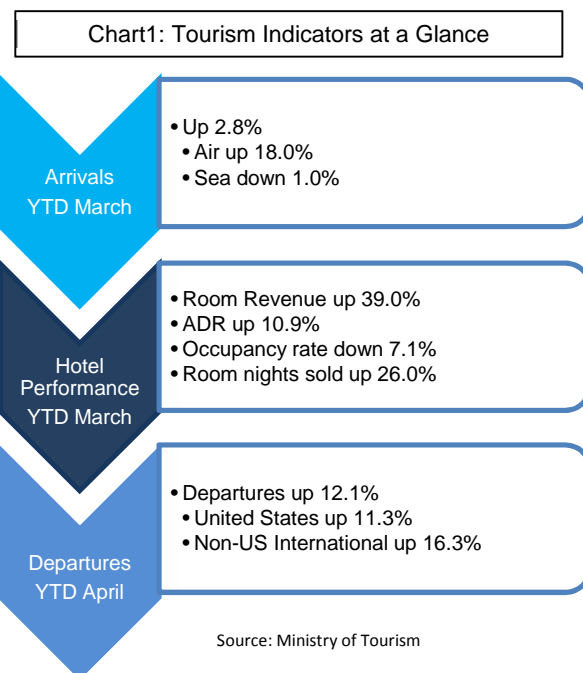 Chart1: Tourism Indicators at a Glance
Arrivals
YTD March
• Up 2.8%
• Air up 18.0%
• Sea down 1.0%
Hotel
Performance
YTD March
• Room Revenue up 39.0%
• ADR up 10.9%
• Occupancy rate down 7.1%
• Room nights sold up 26.0%
Departures
YTD April
• Departures up 12.1%
• United States up 11.3%
• Non-US International up 16.3%
Source: Ministry of Tourism